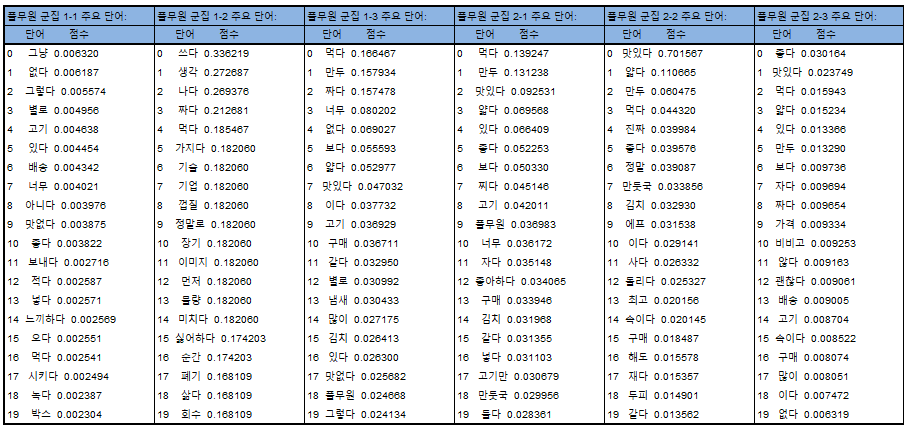 풀무원 군집 1-1 주요 단어: 풀무원 군집 1-2 주요 단어: 풀무원 군집 1-3 주요 단어: 풀무원 군집 2-1 주요 단어: 풀무원 군집 2-2 주요 단어: 풀무원 군집 2-3 주요 단어:
단어 점수 단어 점수 단어 점수 단어 점수 단어 점수 단어 점수
0 그냥 0.006320 0 쓰다 0.336219 0 먹다 0.166467 0 먹다 0.139247 0 맛있다 0.701567 0 좋다 0.030164
1 없다 0.006187 1 생각 0.272687 1 만두 0.157934 1 만두 0.131238 1 얇다 0.110665 1 맛있다 0.023749
2 그렇다 0.005574 2 나다 0.269376 2 짜다 0.157478 2 맛있다 0.092531 2 만두 0.060475 2 먹다 0.015943
3 별로 0.004956 3 짜다 0.212681 3 너무 0.080202 3 얇다 0.069568 3 먹다 0.044320 3 얇다 0.015234
4 고기 0.004638 4 먹다 0.185467 4 없다 0.069027 4 있다 0.066409 4 진짜 0.039984 4 있다 0.013366
5 있다 0.004454 5 가지다 0.182060 5 보다 0.055593 5 좋다 0.052253 5 좋다 0.039576 5 만두 0.013290
6 배송 0.004342 6 기술 0.182060 6 얇다 0.052977 6 보다 0.050330 6 정말 0.039087 6 보다 0.009736
7 너무 0.004021 7 기업 0.182060 7 맛있다 0.047032 7 찌다 0.045146 7 만둣국 0.033856 7 자다 0.009694
8 아니다 0.003976 8 껍질 0.182060 8 이다 0.037732 8 고기 0.042011 8 김치 0.032930 8 짜다 0.009654
9 맛없다 0.003875 9 정말로 0.182060 9 고기 0.036929 9 풀무원 0.036983 9 에프 0.031538 9 가격 0.009334
10 좋다 0.003822 10 장기 0.182060 10 구매 0.036711 10 너무 0.036172 10 이다 0.029141 10 비비고 0.009253
11 보내다 0.002716 11 이미지 0.182060 11 같다 0.032950 11 자다 0.035148 11 사다 0.026332 11 않다 0.009163
12 적다 0.002587 12 먼저 0.182060 12 별로 0.030992 12 좋아하다 0.034065 12 돌리다 0.025327 12 괜찮다 0.009061
13 넣다 0.002571 13 물량 0.182060 13 냄새 0.030433 13 구매 0.033946 13 최고 0.020156 13 배송 0.009005
14 느끼하다 0.002569 14 미치다 0.182060 14 많이 0.027175 14 김치 0.031968 14 속이다 0.020145 14 고기 0.008704
15 오다 0.002551 15 싫어하다 0.174203 15 김치 0.026413 15 같다 0.031355 15 구매 0.018487 15 속이다 0.008522
16 먹다 0.002541 16 순간 0.174203 16 있다 0.026300 16 넣다 0.031103 16 해도 0.015578 16 구매 0.008074
17 시키다 0.002494 17 폐기 0.168109 17 맛없다 0.025682 17 고기만 0.030679 17 재다 0.015357 17 많이 0.008051
18 녹다 0.002387 18 삶다 0.168109 18 풀무원 0.024668 18 만둣국 0.029956 18 두피 0.014901 18 이다 0.007472
19 박스 0.002304 19 회수 0.168109 19 그렇다 0.024134 19 들다 0.028361 19 같다 0.013562 19 없다 0.006319